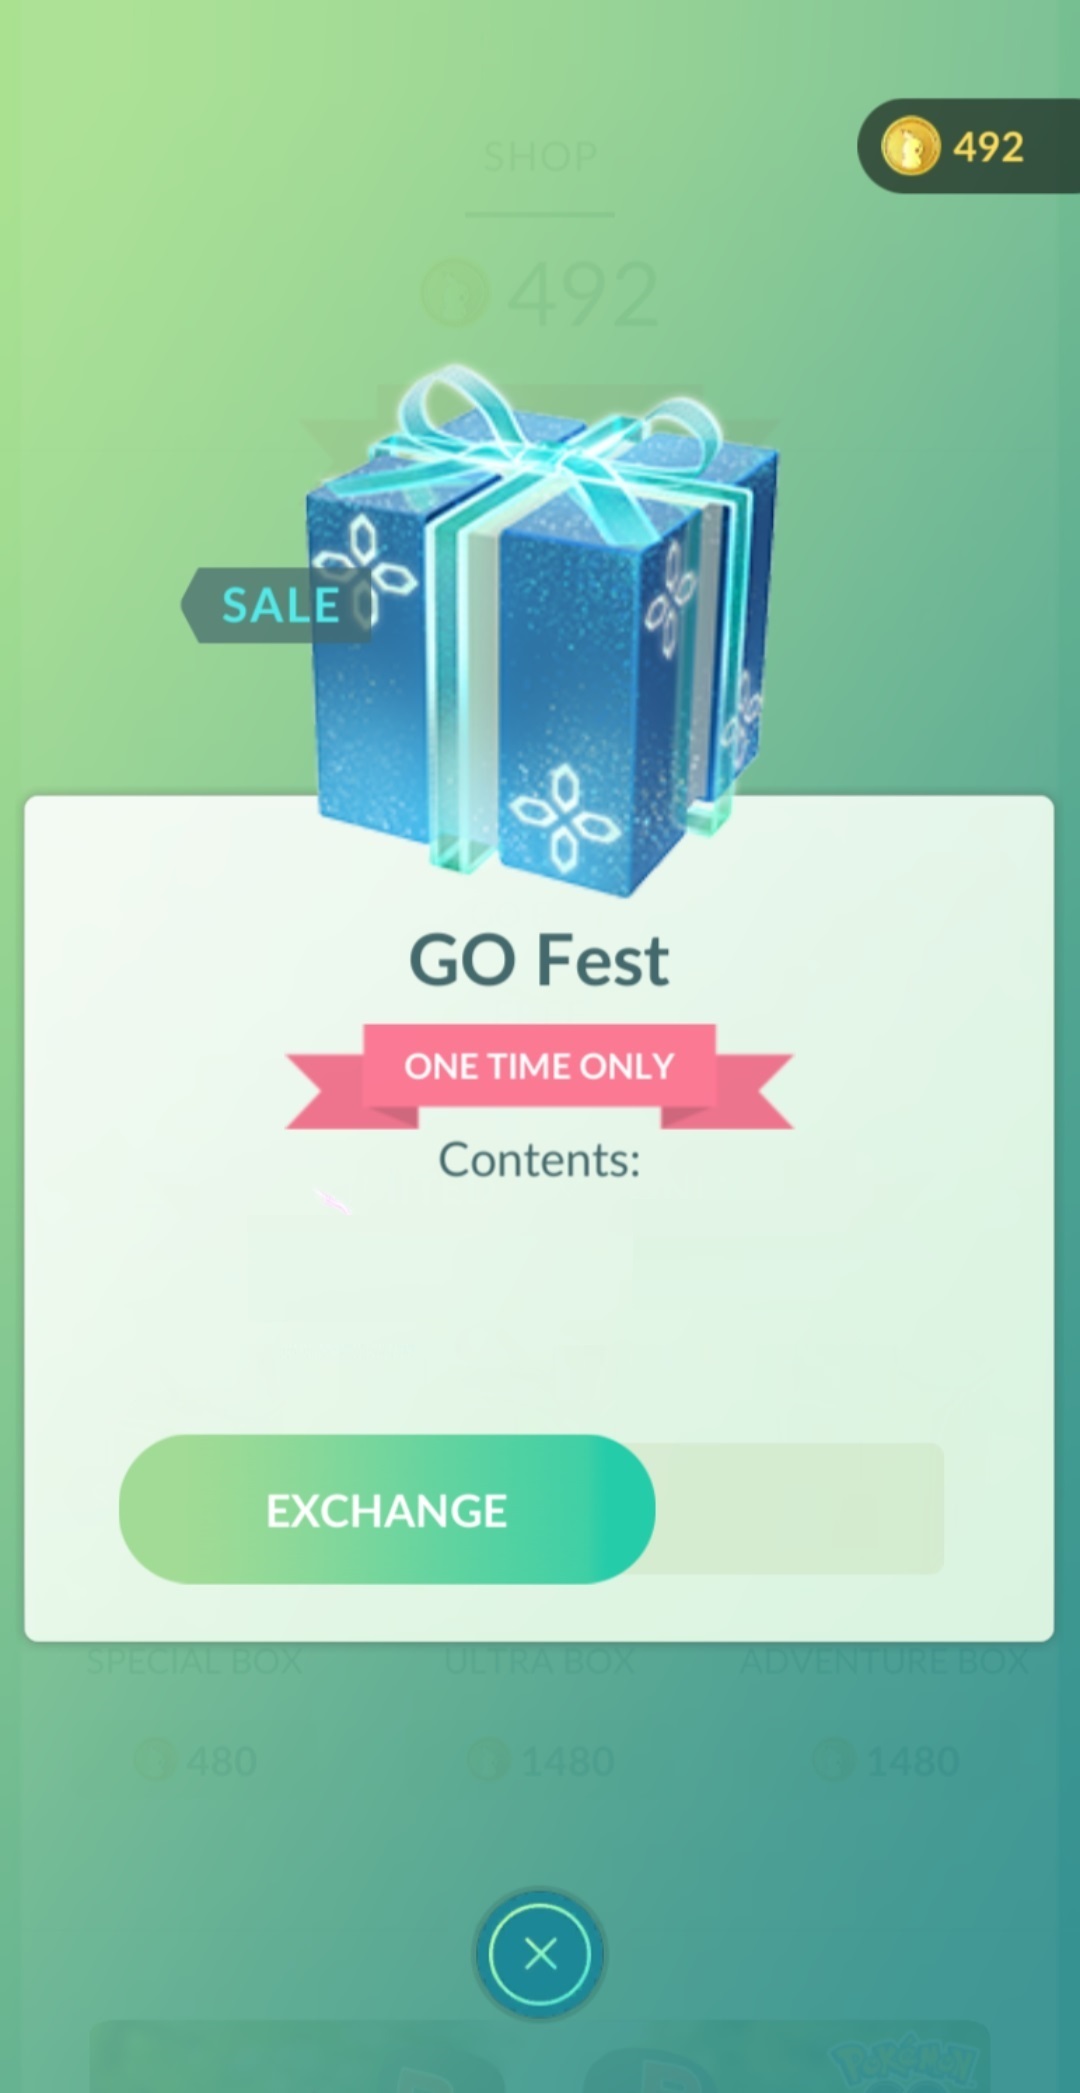 492
SHOP
492
SALE
GO Fest
ONE TIME ONLY
Contents:
EXCHANGE
SPECIAL BOX
ULTRA BOX
ADVENTURE BOX
480
1480
1480
POKÉMON